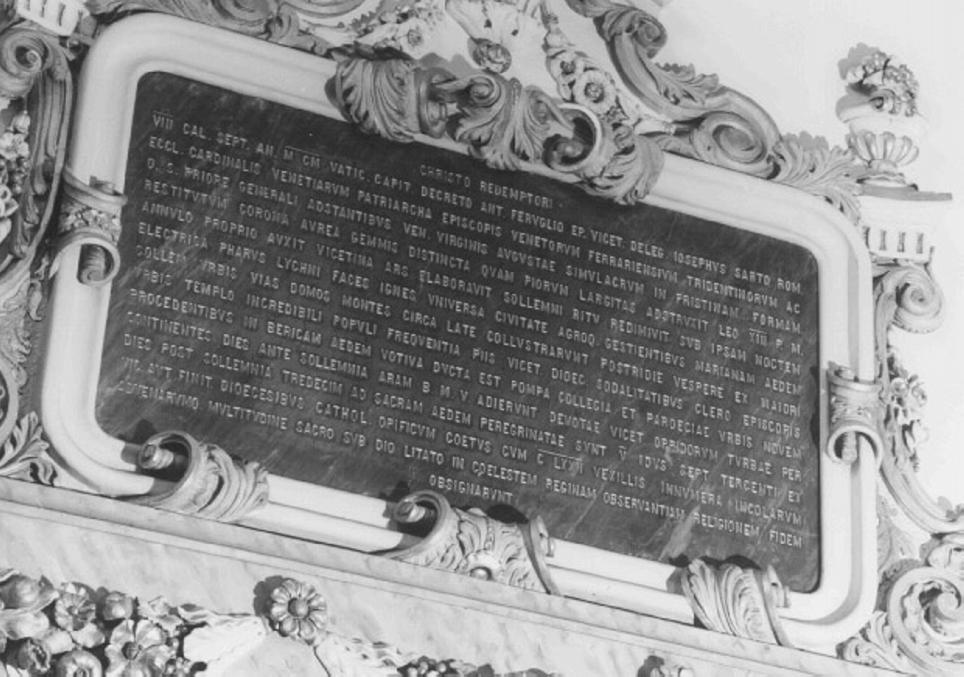 CHRISTO REDEMPTORI
VIII CAL. SEPT. AN. M CM VATIC. CAPIT. DECRETO ANT. FERVGLIO EP. VICET. DELEG. IOSEPHVS SARTO ROM.
ECCL. CARDINALIS VENETIARVM PATRIARCHA EPISCOPIS VENETORVM FERRARIENSIVM TRIDENTINORVM AC
O. S. PRIORE GENERALI ADSTANTIBVS VEN. VIRGINIS AVGVSTAE SIMVLACRVM IN PRISTINAM FORMAM
RESTITVTVM CORONA AVREA GEMMIS DISTINCTA QVAM PIORVM LARGITAS ADSTRVXIT LEO XIII P. M.
ANNVLO PROPRIO AVXIT VICETINA ARS ELABORAVIT SOLLEMNI RITV REDIMIVIT SVB IPSAM NOCTEM
ELECTRICA PHARVS LYCHNI FACES IGNES VNIVERSA CIVITATE AGROQ. GESTIENTIBVS MARIANAM AEDEM
COLLEM VRBIS VIAS DOMOS MONTES CIRCA LATE COLLVSTRARVNT POSTRIDIE VESPERE EX MAIORI
VRBIS TEMPLO INCREDIBILI POPVLI FREQVENTIA PIIS VICET. DIOEC. SODALITATIBVS CLERO EPISCOPIS
PROCEDENTIBVS IN BERICAM AEDEM VOTIVA DVCTA EST POMPA COLLEGIA ET PAROECIAE VRBIS NOVEM
CONTINENTES DIES ANTE SOLLEMNIA ARAM B. M. V. ADIERVNT DEVOTAE VICET. OPPIDORVM TVRBAE PER
DIES POST SOLLEMNIA TREDECIM AD SACRAM AEDEM PEREGRINATAE SVNT V IDVS SEPT. TERCENTI ET
VIC. AVT FINIT. DIOECESIBVS CATHOL. OPIFICVM COETVS CVM VEXILLIS INNVMERA INCOLARVM
ADVENARVMQ. MVLTITVDINE SACRO SVB DIO LITATO IN COELESTEM REGINAM OBSERVANTIAM RELIGIONEM FIDEM
OBSIGNARVNT